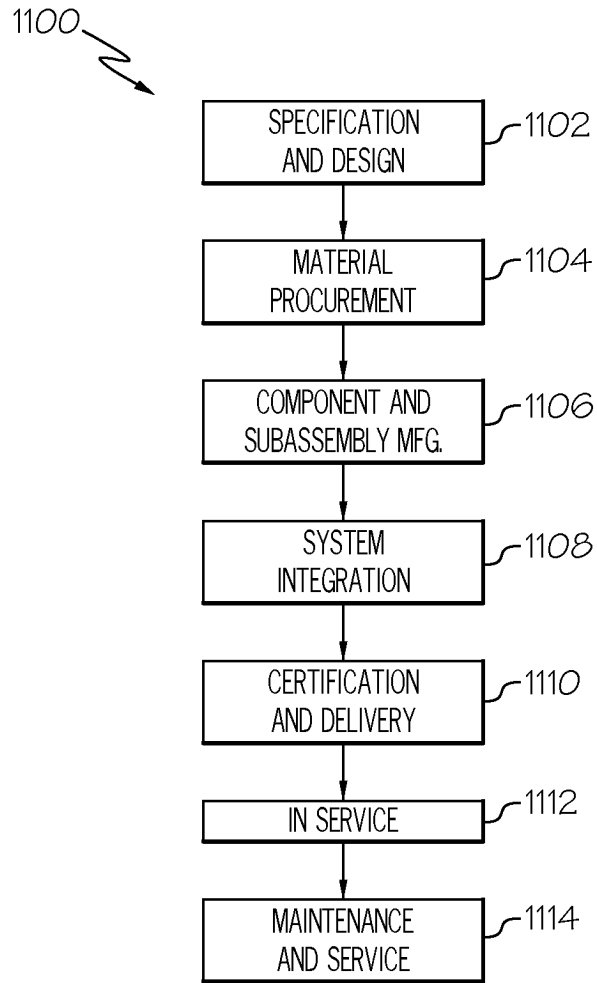 1100
SPECIFICATION
AND DESIGN
1102
MATERIAL
PROCUREMENT
1104
COMPONENT AND
SUBASSEMBLY MFG.
1106
SYSTEM
INTEGRATION
1108
CERTIFICATION
AND DELIVERY
1110
IN SERVICE
1112
MAINTENANCE
AND SERVICE
1114